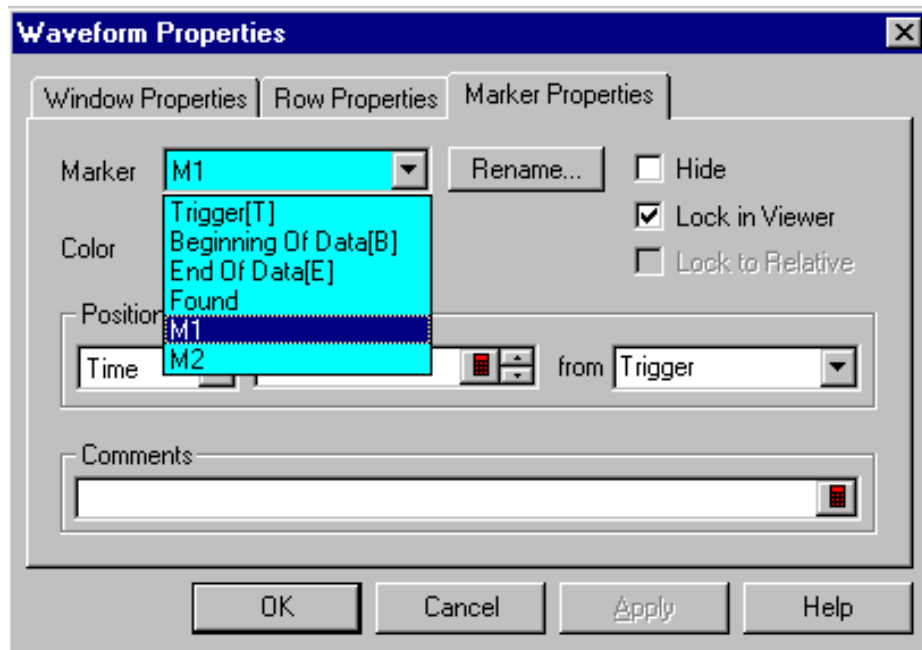 Waveform Properties
Window Properties Row Properties Marker Properties
Marker M1 Rename... Hide
Trigger[T] Lock in Viewer
Color Beginning Of Data[B]
End Of Data[E] Lock to Relative
Found
Position
M1
M2
Time from Trigger
Comments
OK Cancel Apply Help